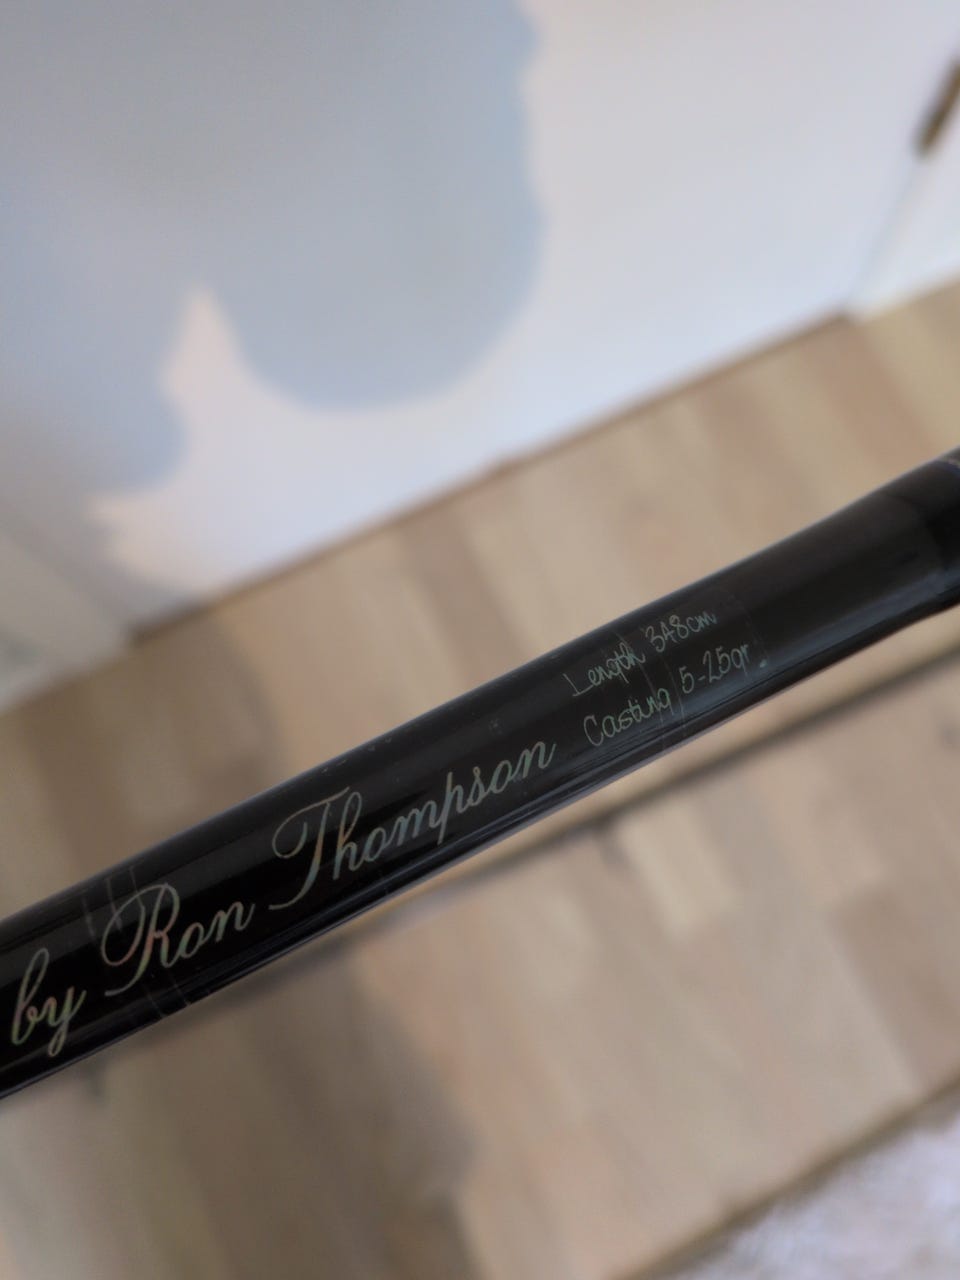 by Ron Thompson
Length 348cm
Casting 5-25gr.